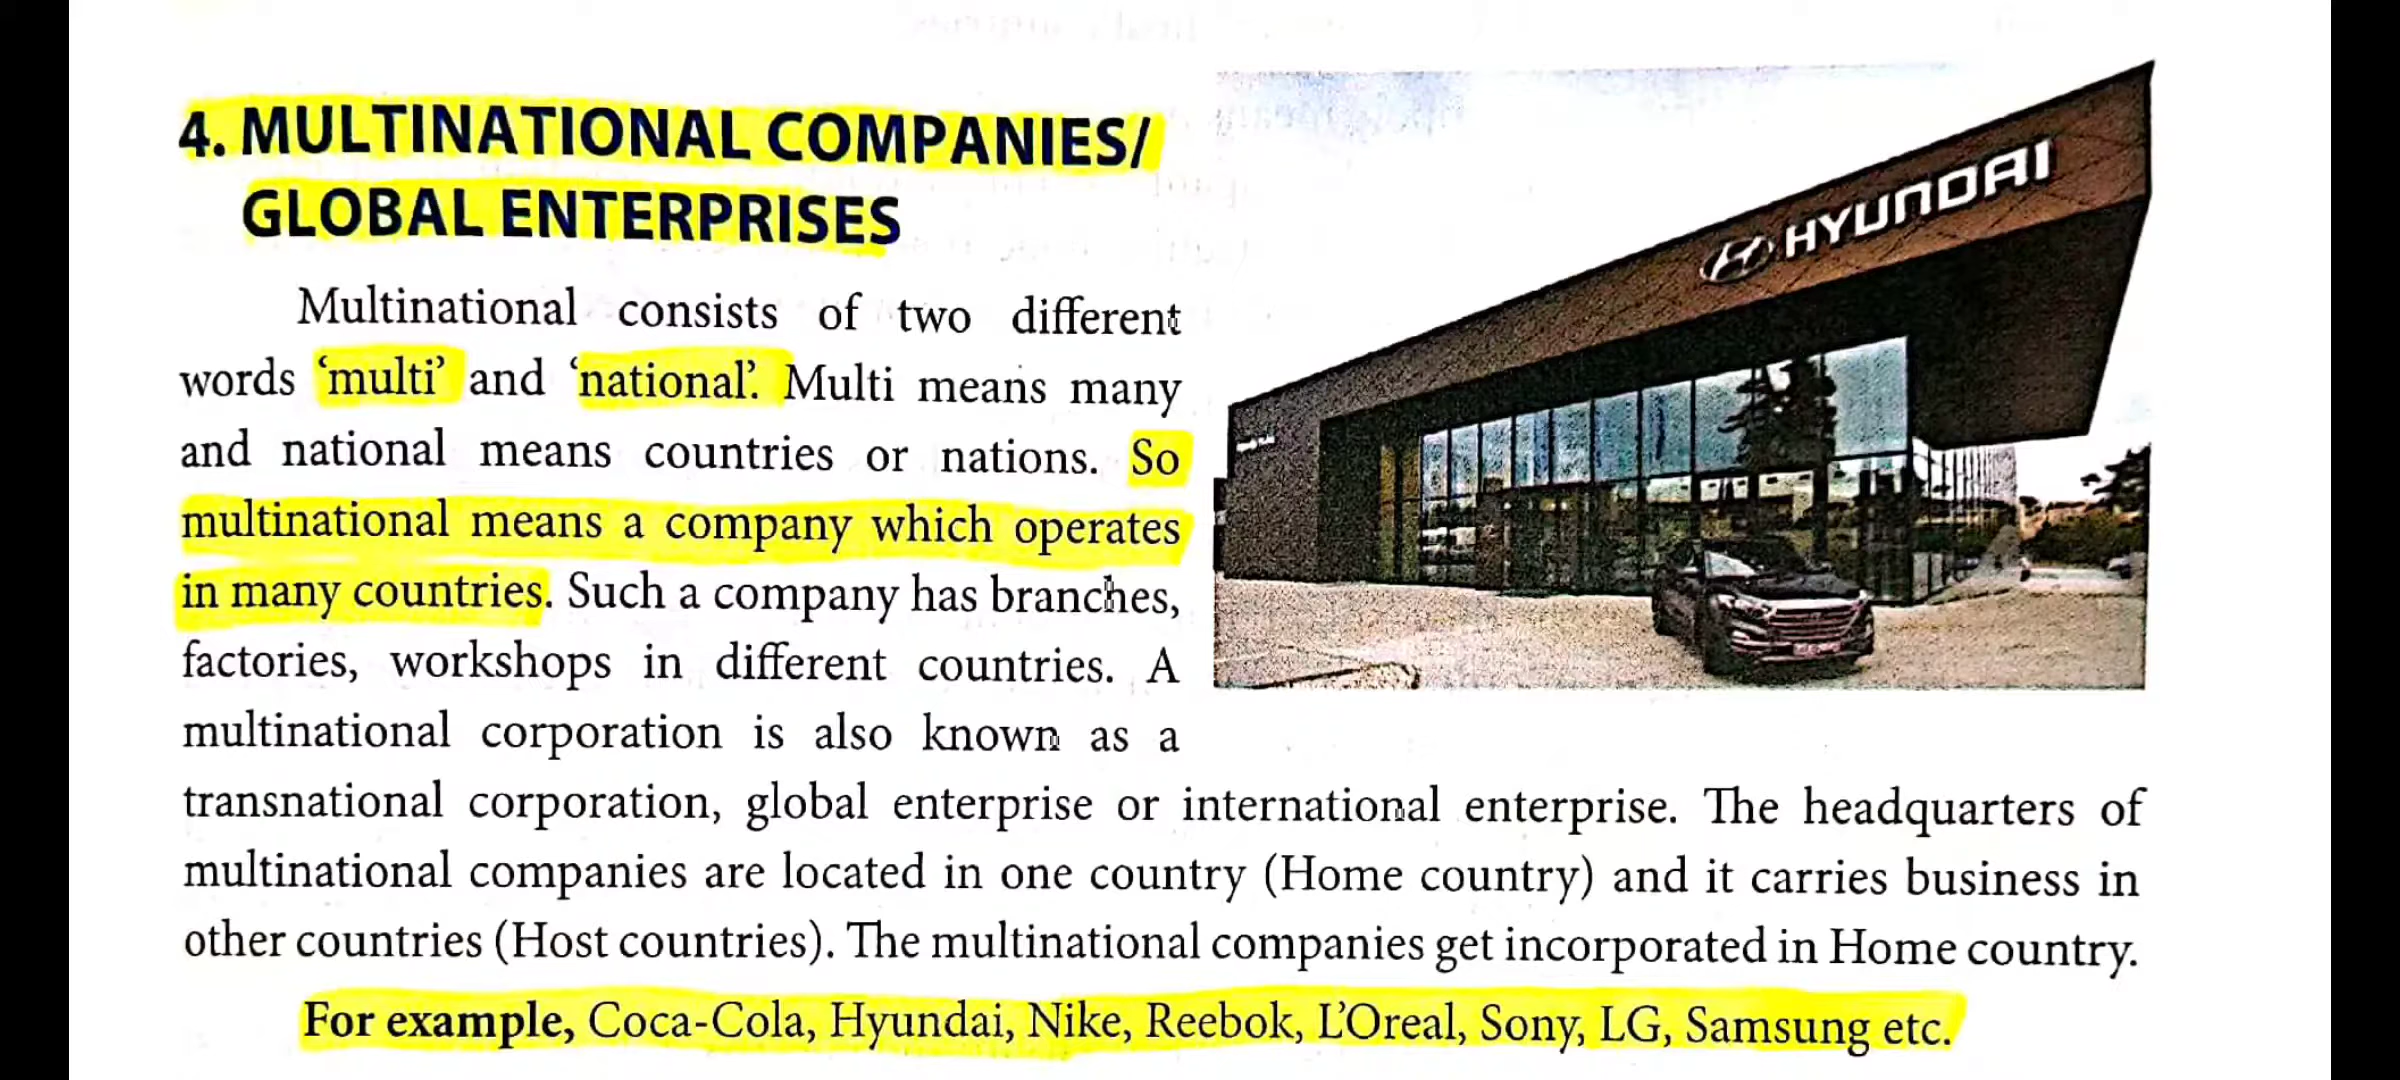 4. MULTINATIONAL COMPANIES/
GLOBAL ENTERPRISES
HYUNDAI
Multinational consists of two different
words ‘multi’ and ‘national’. Multi means many
and national means countries or nations. So
multinational means a company which operates
in many countries. Such a company has branches,
factories, workshops in different countries. A
multinational corporation is also known as a
transnational corporation, global enterprise or international enterprise. The headquarters of
multinational companies are located in one country (Home country) and it carries business in
other countries (Host countries). The multinational companies get incorporated in Home country.
For example, Coca-Cola, Hyundai, Nike, Reebok, L’Oreal, Sony, LG, Samsung etc.